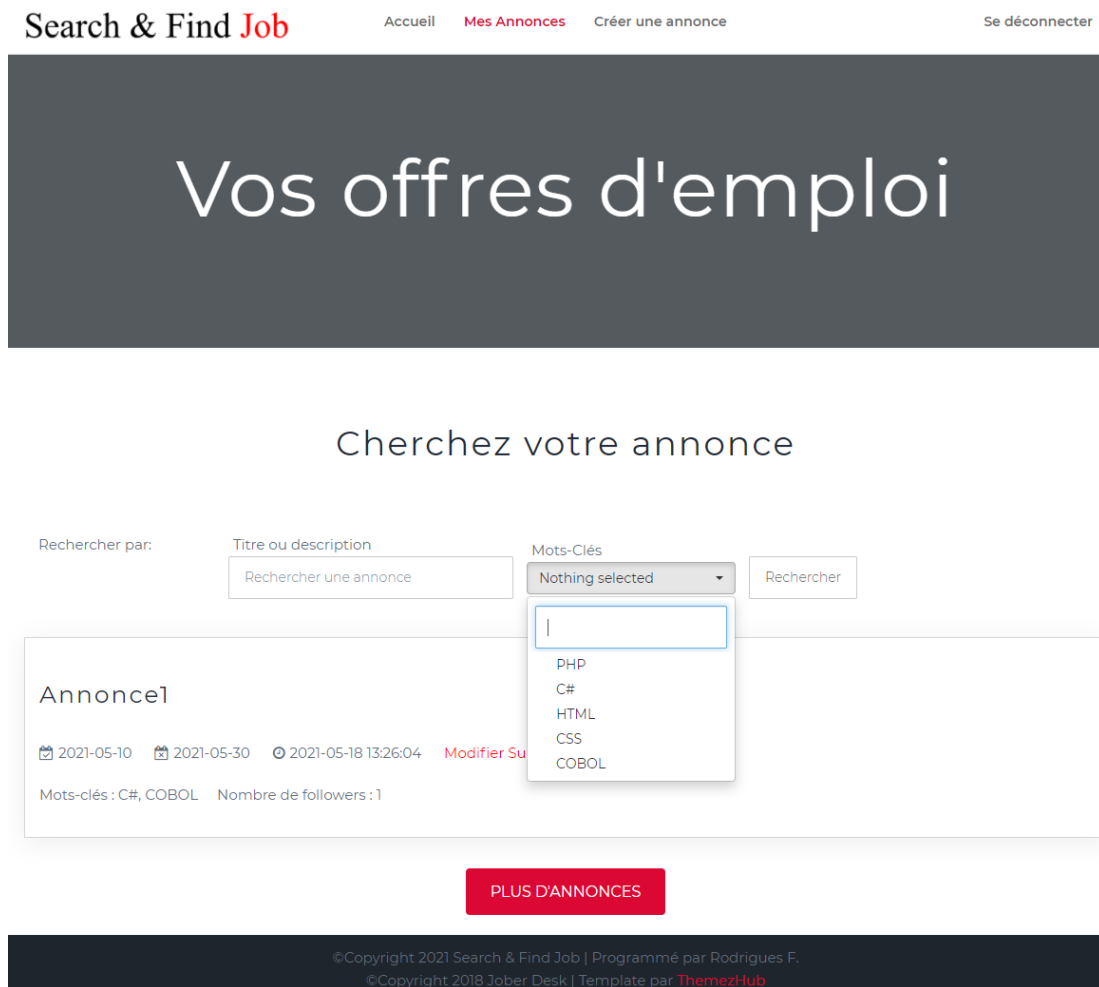 Search & Find Job Accueil Mes Annonces Créer une annonce Se déconnecter
Vos offres d'emploi
Cherchez votre annonce
Rechercher par: Titre ou description Mots-Clés
Rechercher une annonce Nothing selected Rechercher
PHP
C#
HTML
CSS
COBOL
Annonce1
2021-05-10 2021-05-30 2021-05-18 13:26:04 Modifier Su
Mots-clés : C#, COBOL Nombre de followers : 1
PLUS D'ANNONCES
©Copyright 2021 Search & Find Job | Programmé par Rodrigues F.
©Copyright 2018 Jober Desk | Template par ThemezHub